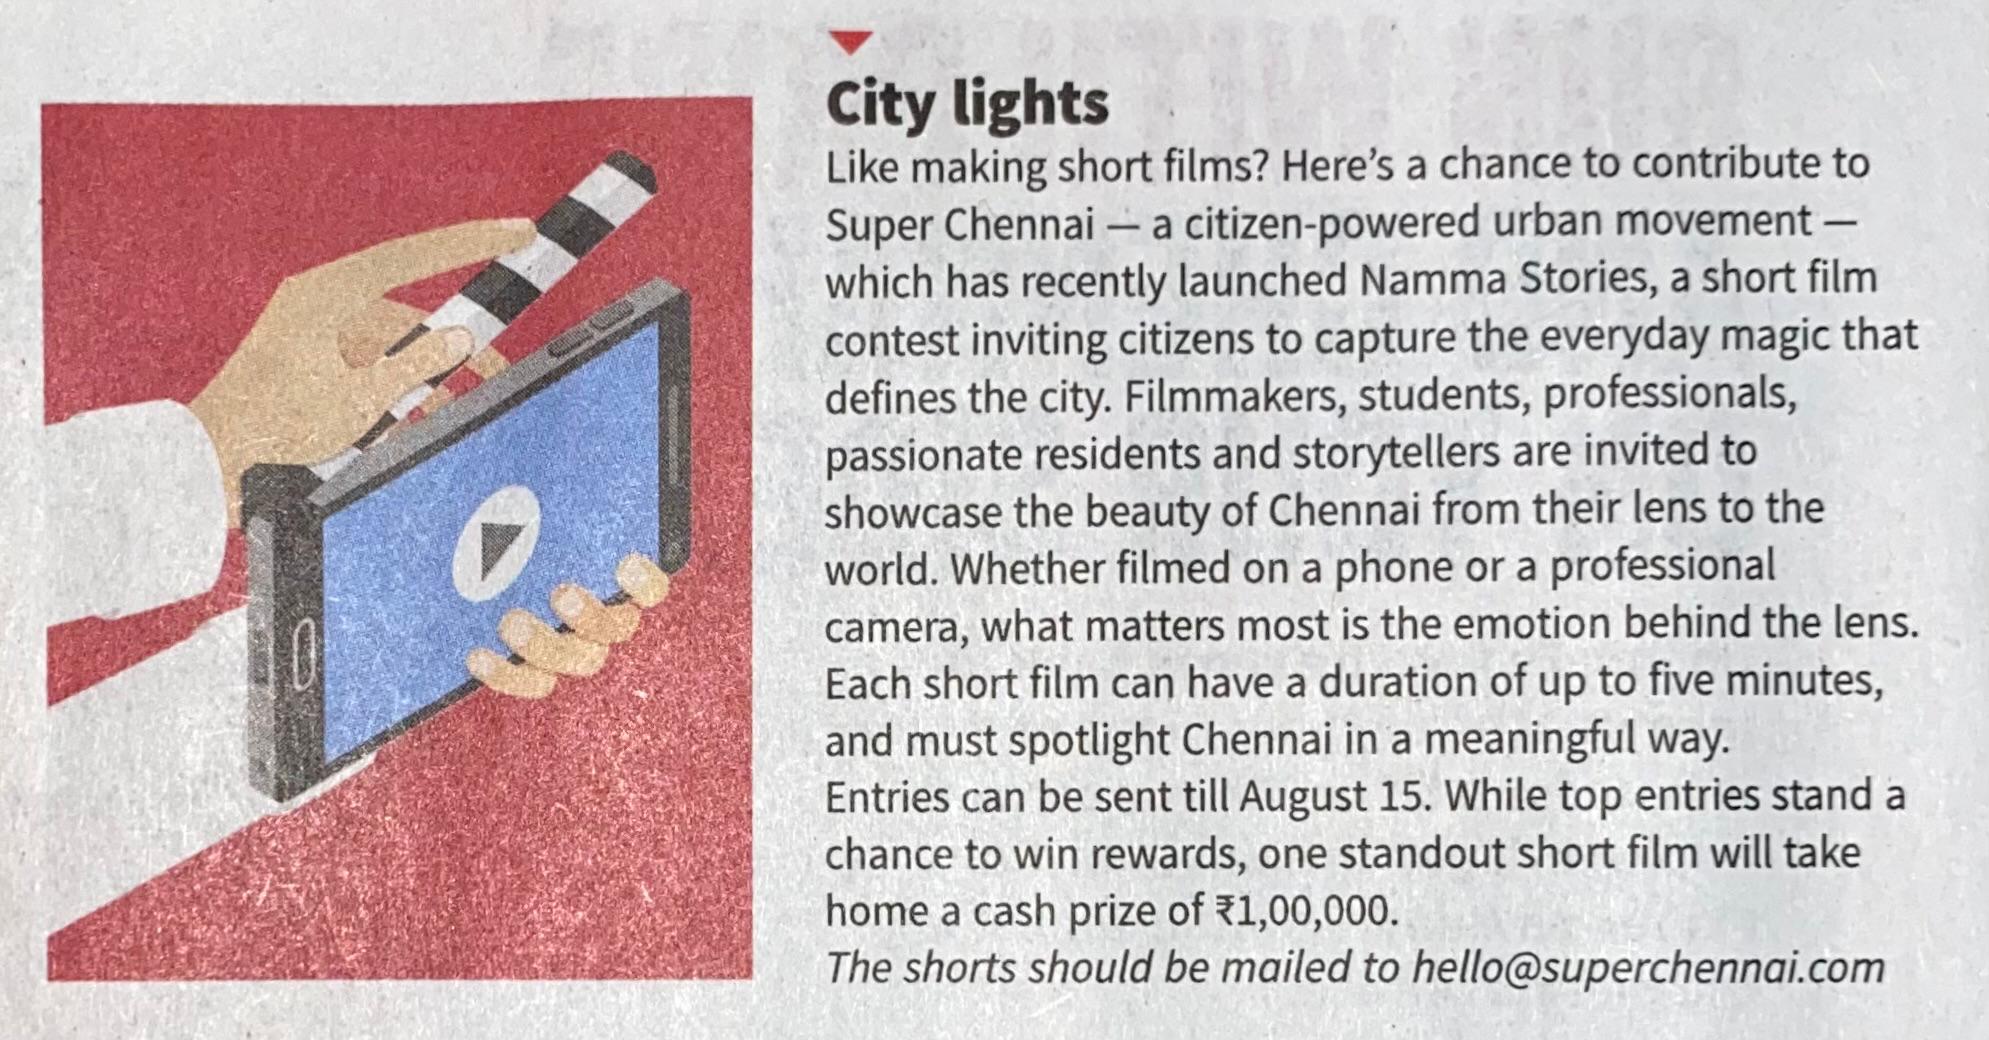 City lights
Like making short films? Here’s a chance to contribute to
Super Chennai — a citizen-powered urban movement —
which has recently launched Namma Stories, a short film
contest inviting citizens to capture the everyday magic that
defines the city. Filmmakers, students, professionals,
passionate residents and storytellers are invited to
showcase the beauty of Chennai from their lens to the
world. Whether filmed on a phone or a professional
camera, what matters most is the emotion behind the lens.
Each short film can have a duration of up to five minutes,
and must spotlight Chennai in a meaningful way.
Entries can be sent till August 15. While top entries stand a
chance to win rewards, one standout short film will take
home a cash prize of ₹1,00,000.
The shorts should be mailed to hello@superchennai.com